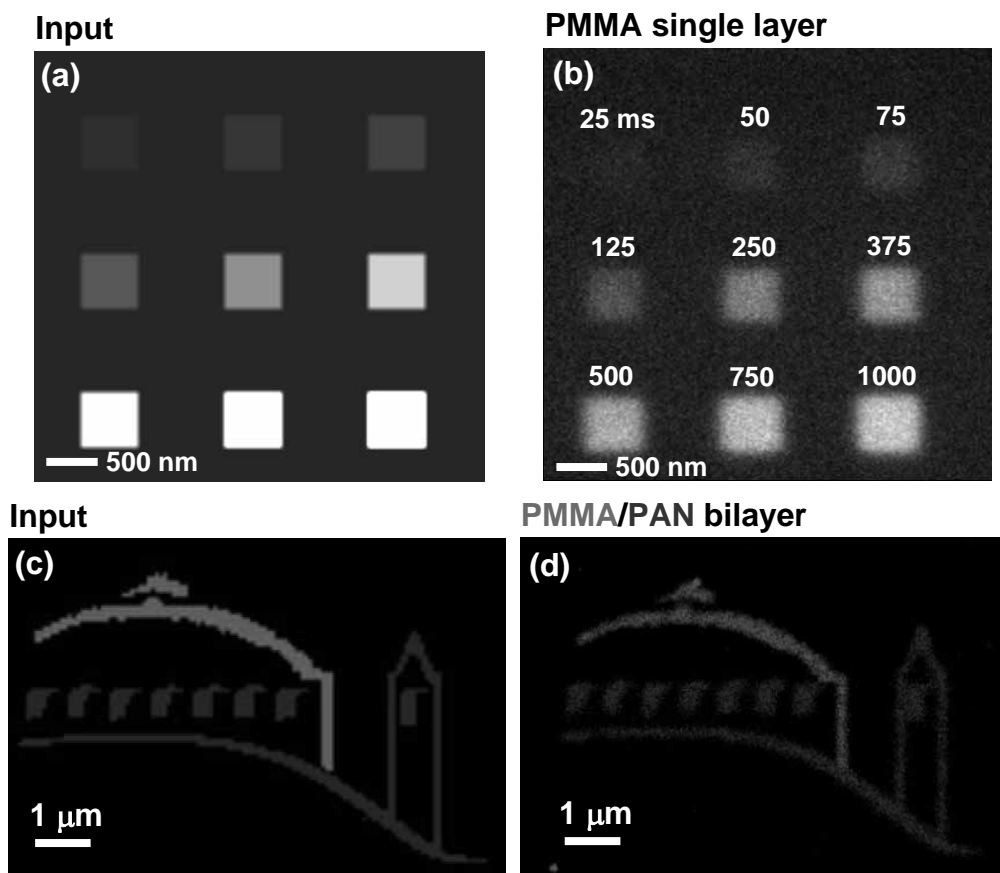 Input
(a)
500 nm
PMMA single layer
(b)
25 ms 50 75
125 250 375
500 750 1000
500 nm
Input
(c)
1 μm
PMMA/PAN bilayer
(d)
1 μm